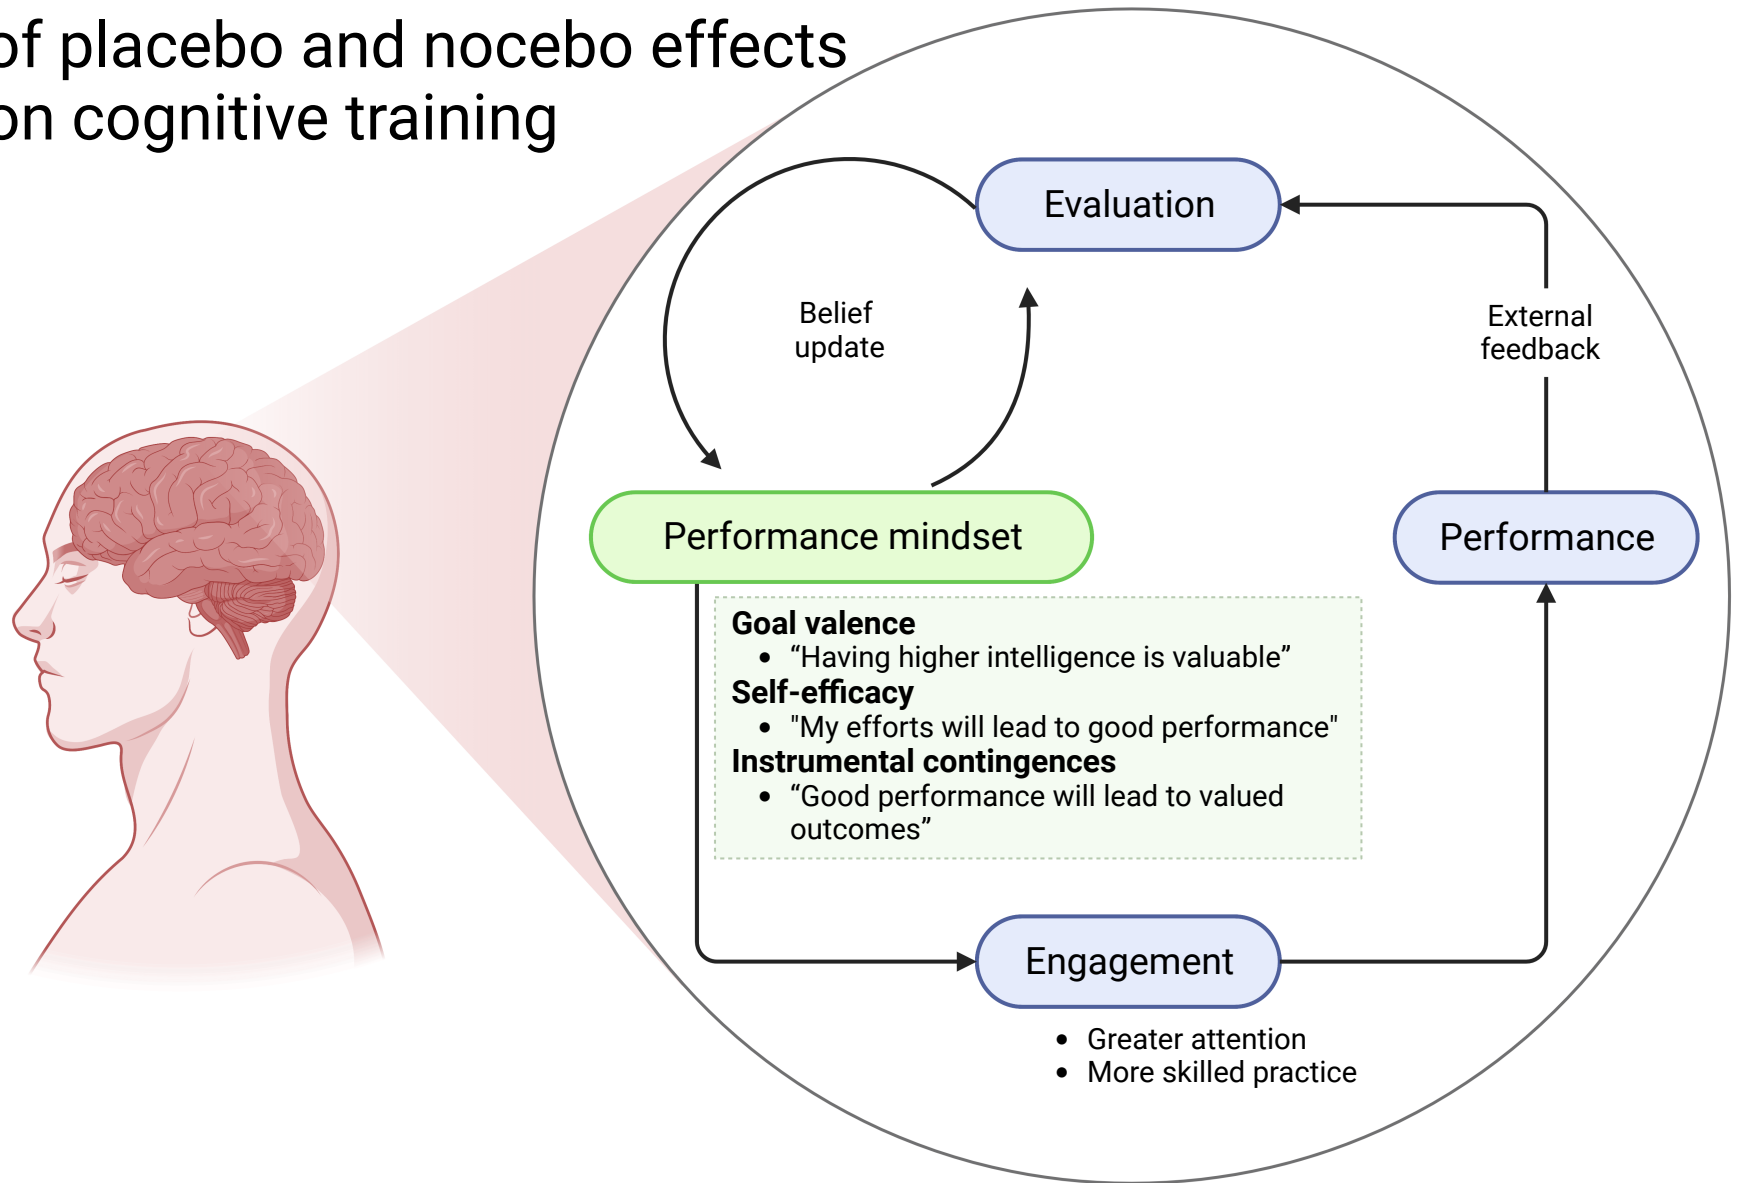 of placebo and nocebo effects
on cognitive training
Evaluation
Belief
update
External
feedback
Performance mindset
Performance
Goal valence
• “Having higher intelligence is valuable”
Self-efficacy
• "My efforts will lead to good performance"
Instrumental contingences
• “Good performance will lead to valued
outcomes”
Engagement
• Greater attention
• More skilled practice